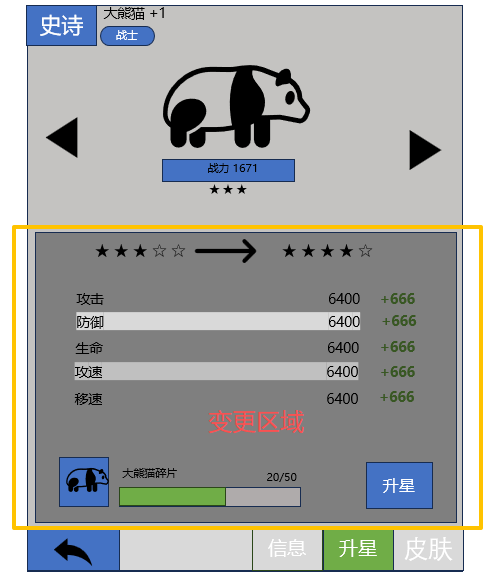 史诗
大熊猫 +1
战士
战力 1671
★★★
★★★☆☆ → ★★★★☆
攻击 6400 +666
防御 6400 +666
生命 6400 +666
攻速 6400 +666
移速 6400 +666
变更区域
大熊猫碎片 20/50
升星
信息 升星 皮肤